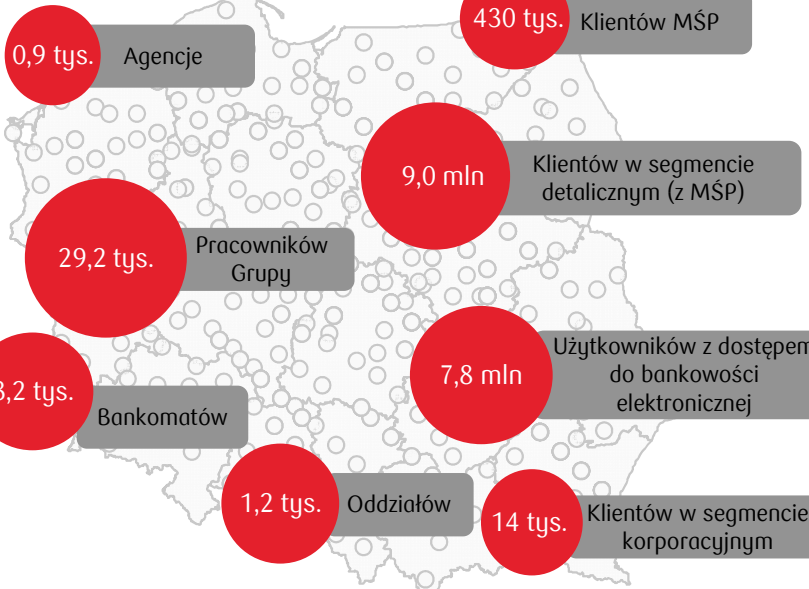 430 tys. Klientów MŚP
0,9 tys. Agencje
9,0 mln
Klientów w segmencie
detalicznym (z MŚP)
29,2 tys.
Pracowników
Grupy
7,8 mln
Użytkowników z dostępem
do bankowości
elektronicznej
3,2 tys.
Bankomatów
1,2 tys. Oddziałów
14 tys.
Klientów w segmencie
korporacyjnym